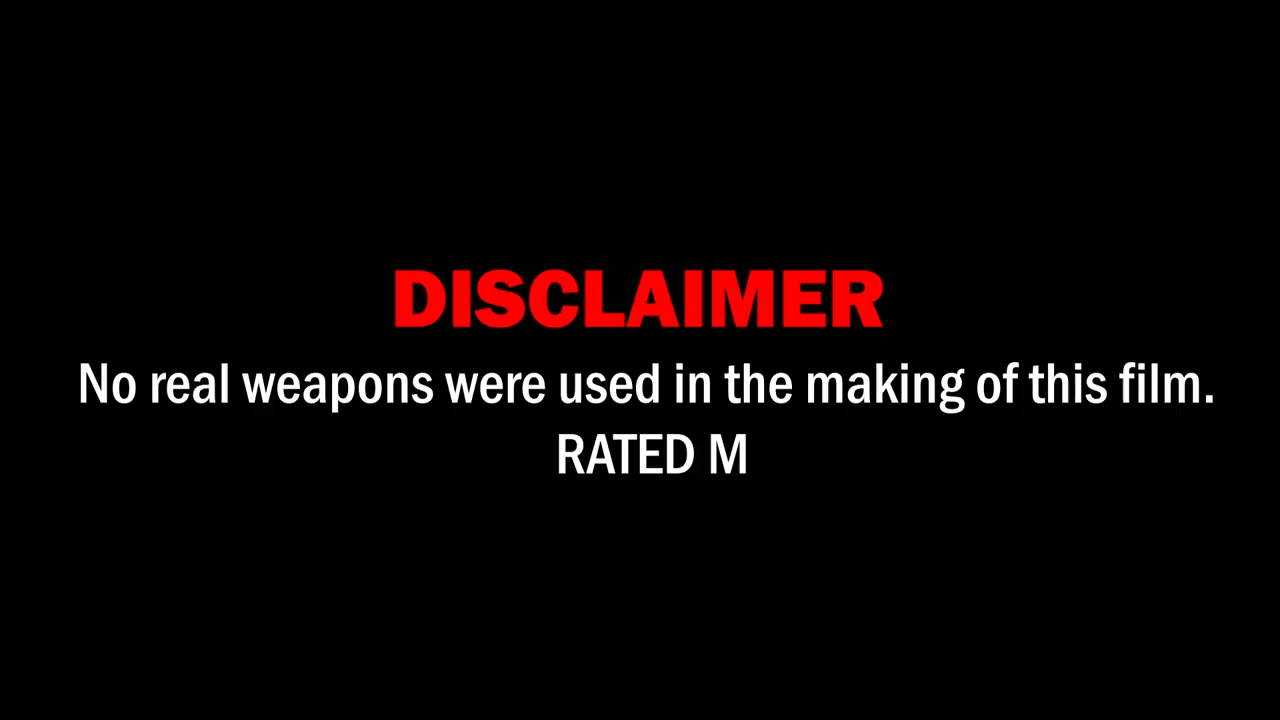 DISCLAIMER
No real weapons were used in the making of this film.
RATED M